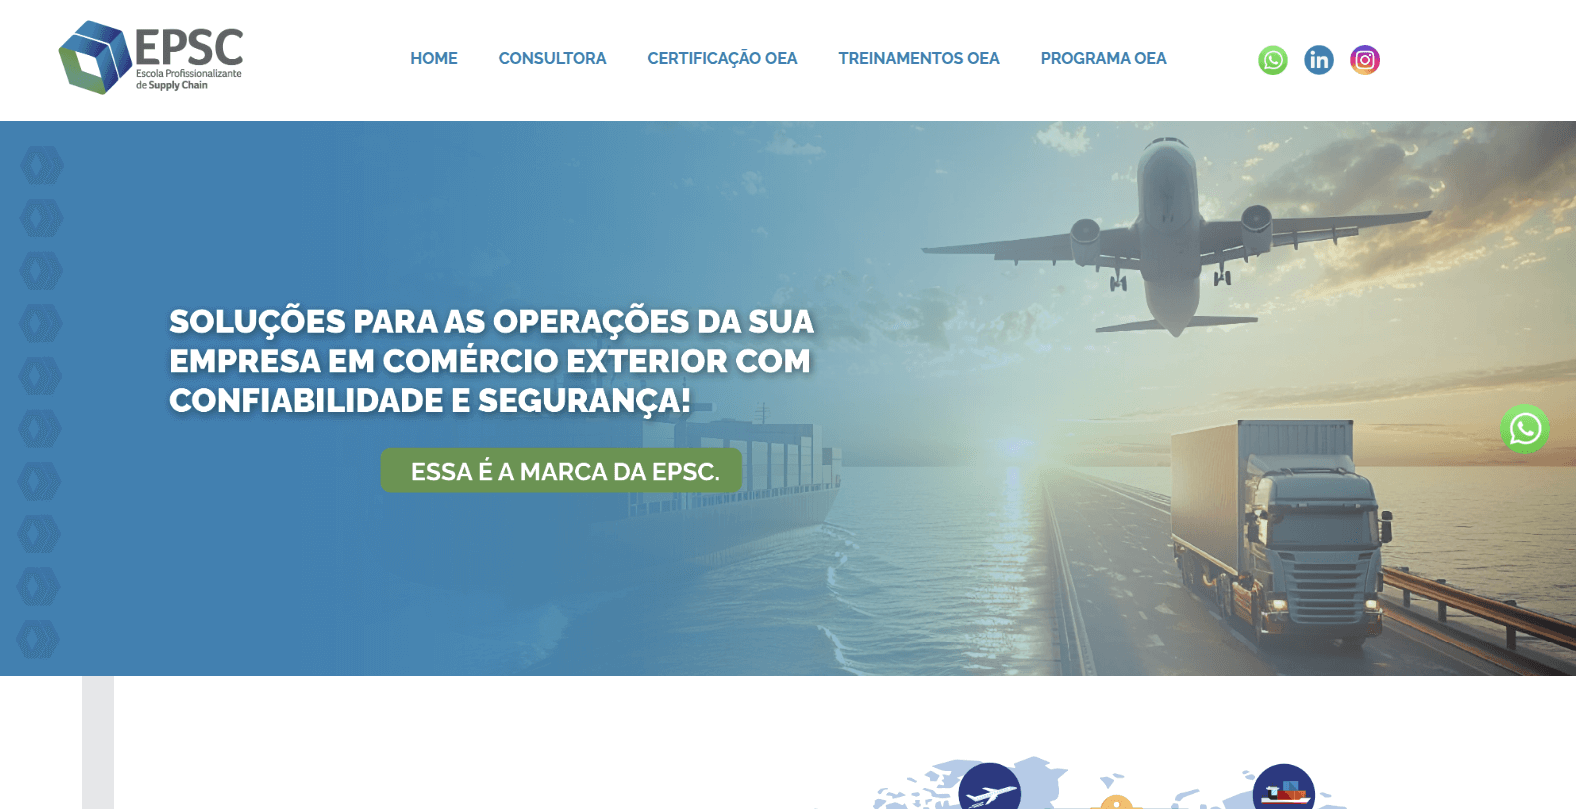 EPSC
Escola Profissionalizante
de Supply Chain
HOME
CONSULTORA
CERTIFICAÇÃO OEA
TREINAMENTOS OEA
PROGRAMA OEA
in
SOLUÇÕES PARA AS OPERAÇÕES DA SUA
EMPRESA EM COMÉRCIO EXTERIOR COM
CONFIABILIDADE E SEGURANÇA!
ESSA É A MARCA DA EPSC.